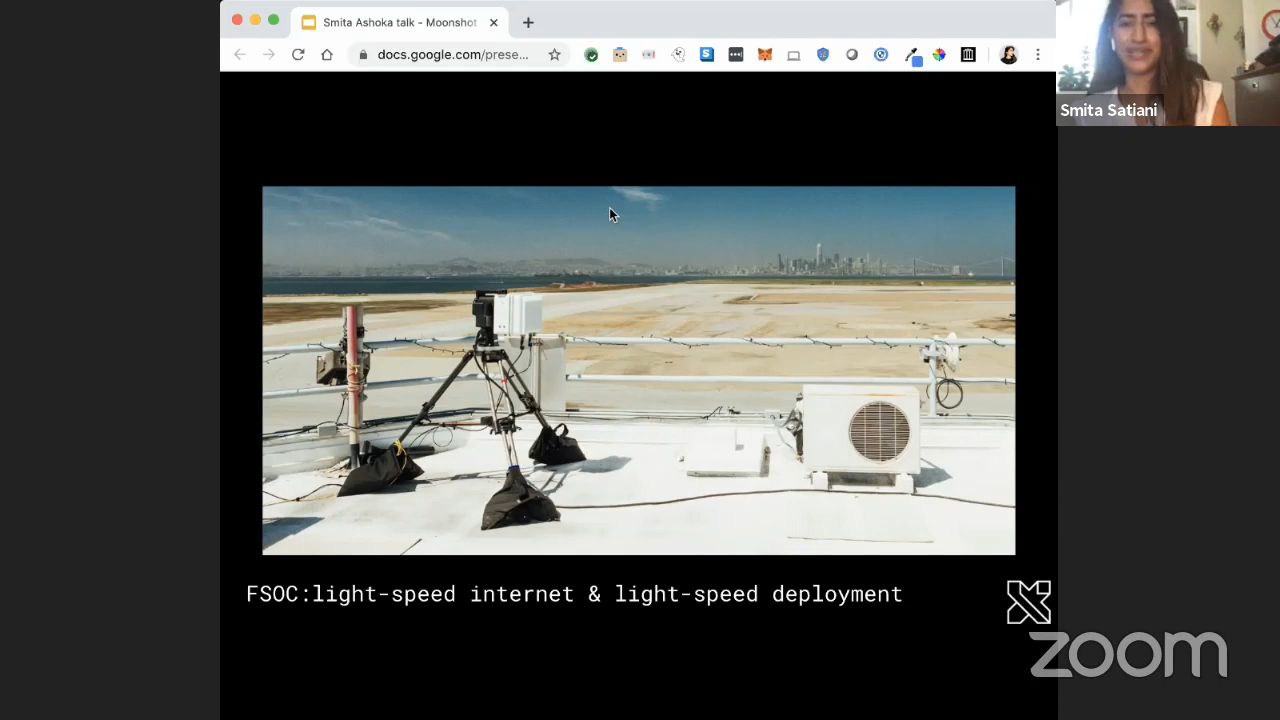 Smita Ashoka talk - Moonshot
docs.google.com/prese...
Smita Satiani
FSOC:light-speed internet & light-speed deployment
zoom